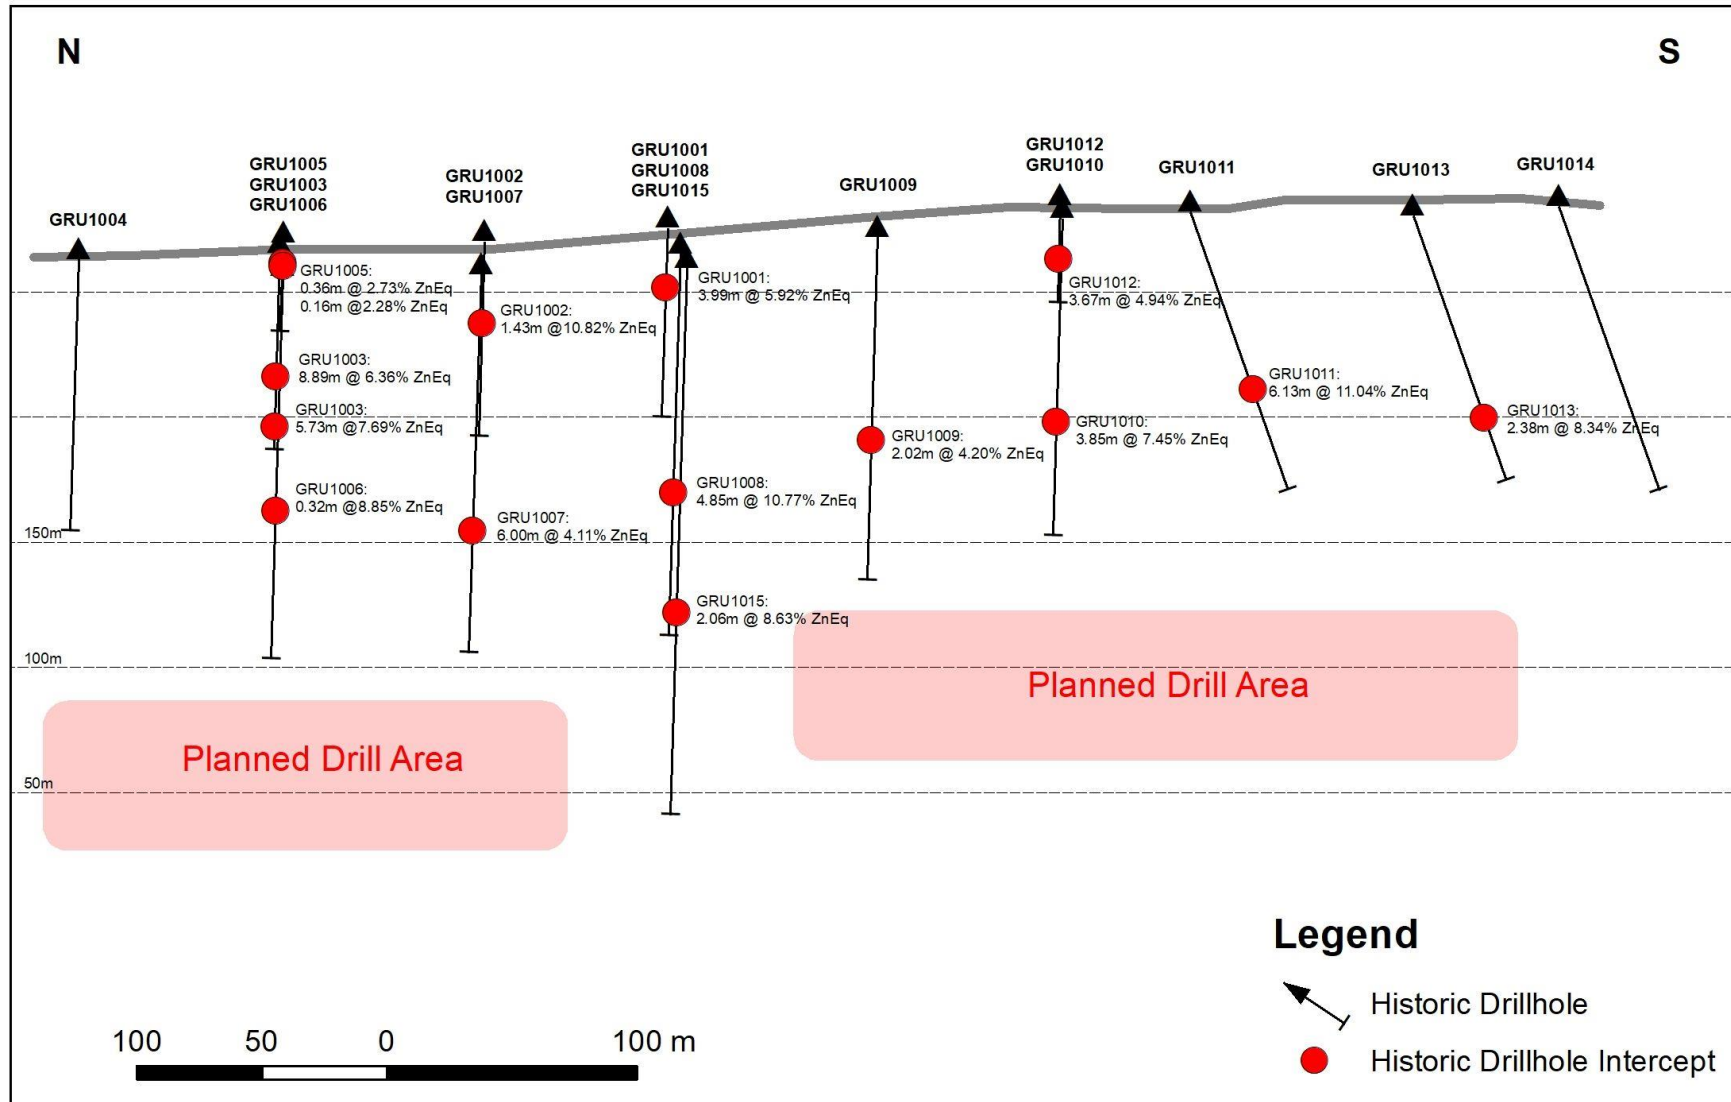 N
S
GRU1004
GRU1005
GRU1003
GRU1006
GRU1002
GRU1007
GRU1001
GRU1008
GRU1015
GRU1009
GRU1012
GRU1010
GRU1011
GRU1013
GRU1014
GRU1005:
0.36m @ 2.73% ZnEq
0.16m @2.28% ZnEq
GRU1003:
8.89m @ 6.36% ZnEq
GRU1003:
5.73m @7.69% ZnEq
GRU1006:
0.32m @8.85% ZnEq
GRU1002:
1.43m @10.82% ZnEq
GRU1007:
6.00m @ 4.11% ZnEq
GRU1001:
3.99m @ 5.92% ZnEq
GRU1008:
4.85m @ 10.77% ZnEq
GRU1015:
2.06m @ 8.63% ZnEq
GRU1009:
2.02m @ 4.20% ZnEq
GRU1012:
3.67m @ 4.94% ZnEq
GRU1010:
3.85m @ 7.45% ZnEq
GRU1011:
6.13m @ 11.04% ZnEq
GRU1013:
2.38m @ 8.34% ZnEq
150m
100m
50m
Planned Drill Area
Planned Drill Area
Legend
Historic Drillhole
Historic Drillhole Intercept
100 50 0 100 m